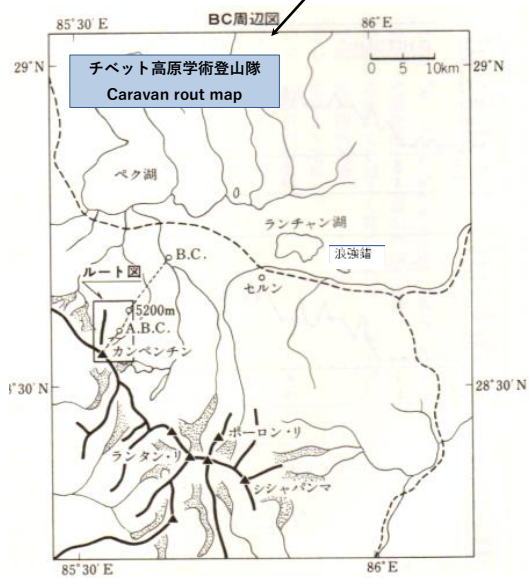 BC周辺図
85°30′E
86°E
29°N
チベット高原学術登山隊
Caravan rout map
0 5 10km
29°N
ペク湖
ランチャン湖
浪強錯
B.C.
ルート図
セルン
5200m
A.B.C.
カンペンチン
8°30′N
28°30′N
ポーロン・リ
ランタン・リ
シシャパンマ
85°30′E
86°E